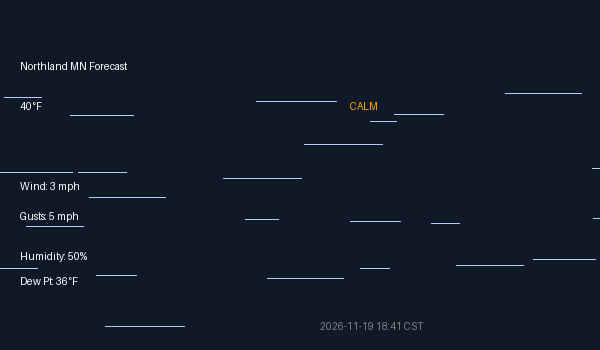 Northland MN Forecast
40°F
CALM
Wind: 3 mph
Gusts: 5 mph
Humidity: 50%
Dew Pt: 36°F
2026-11-19 18:41 CST